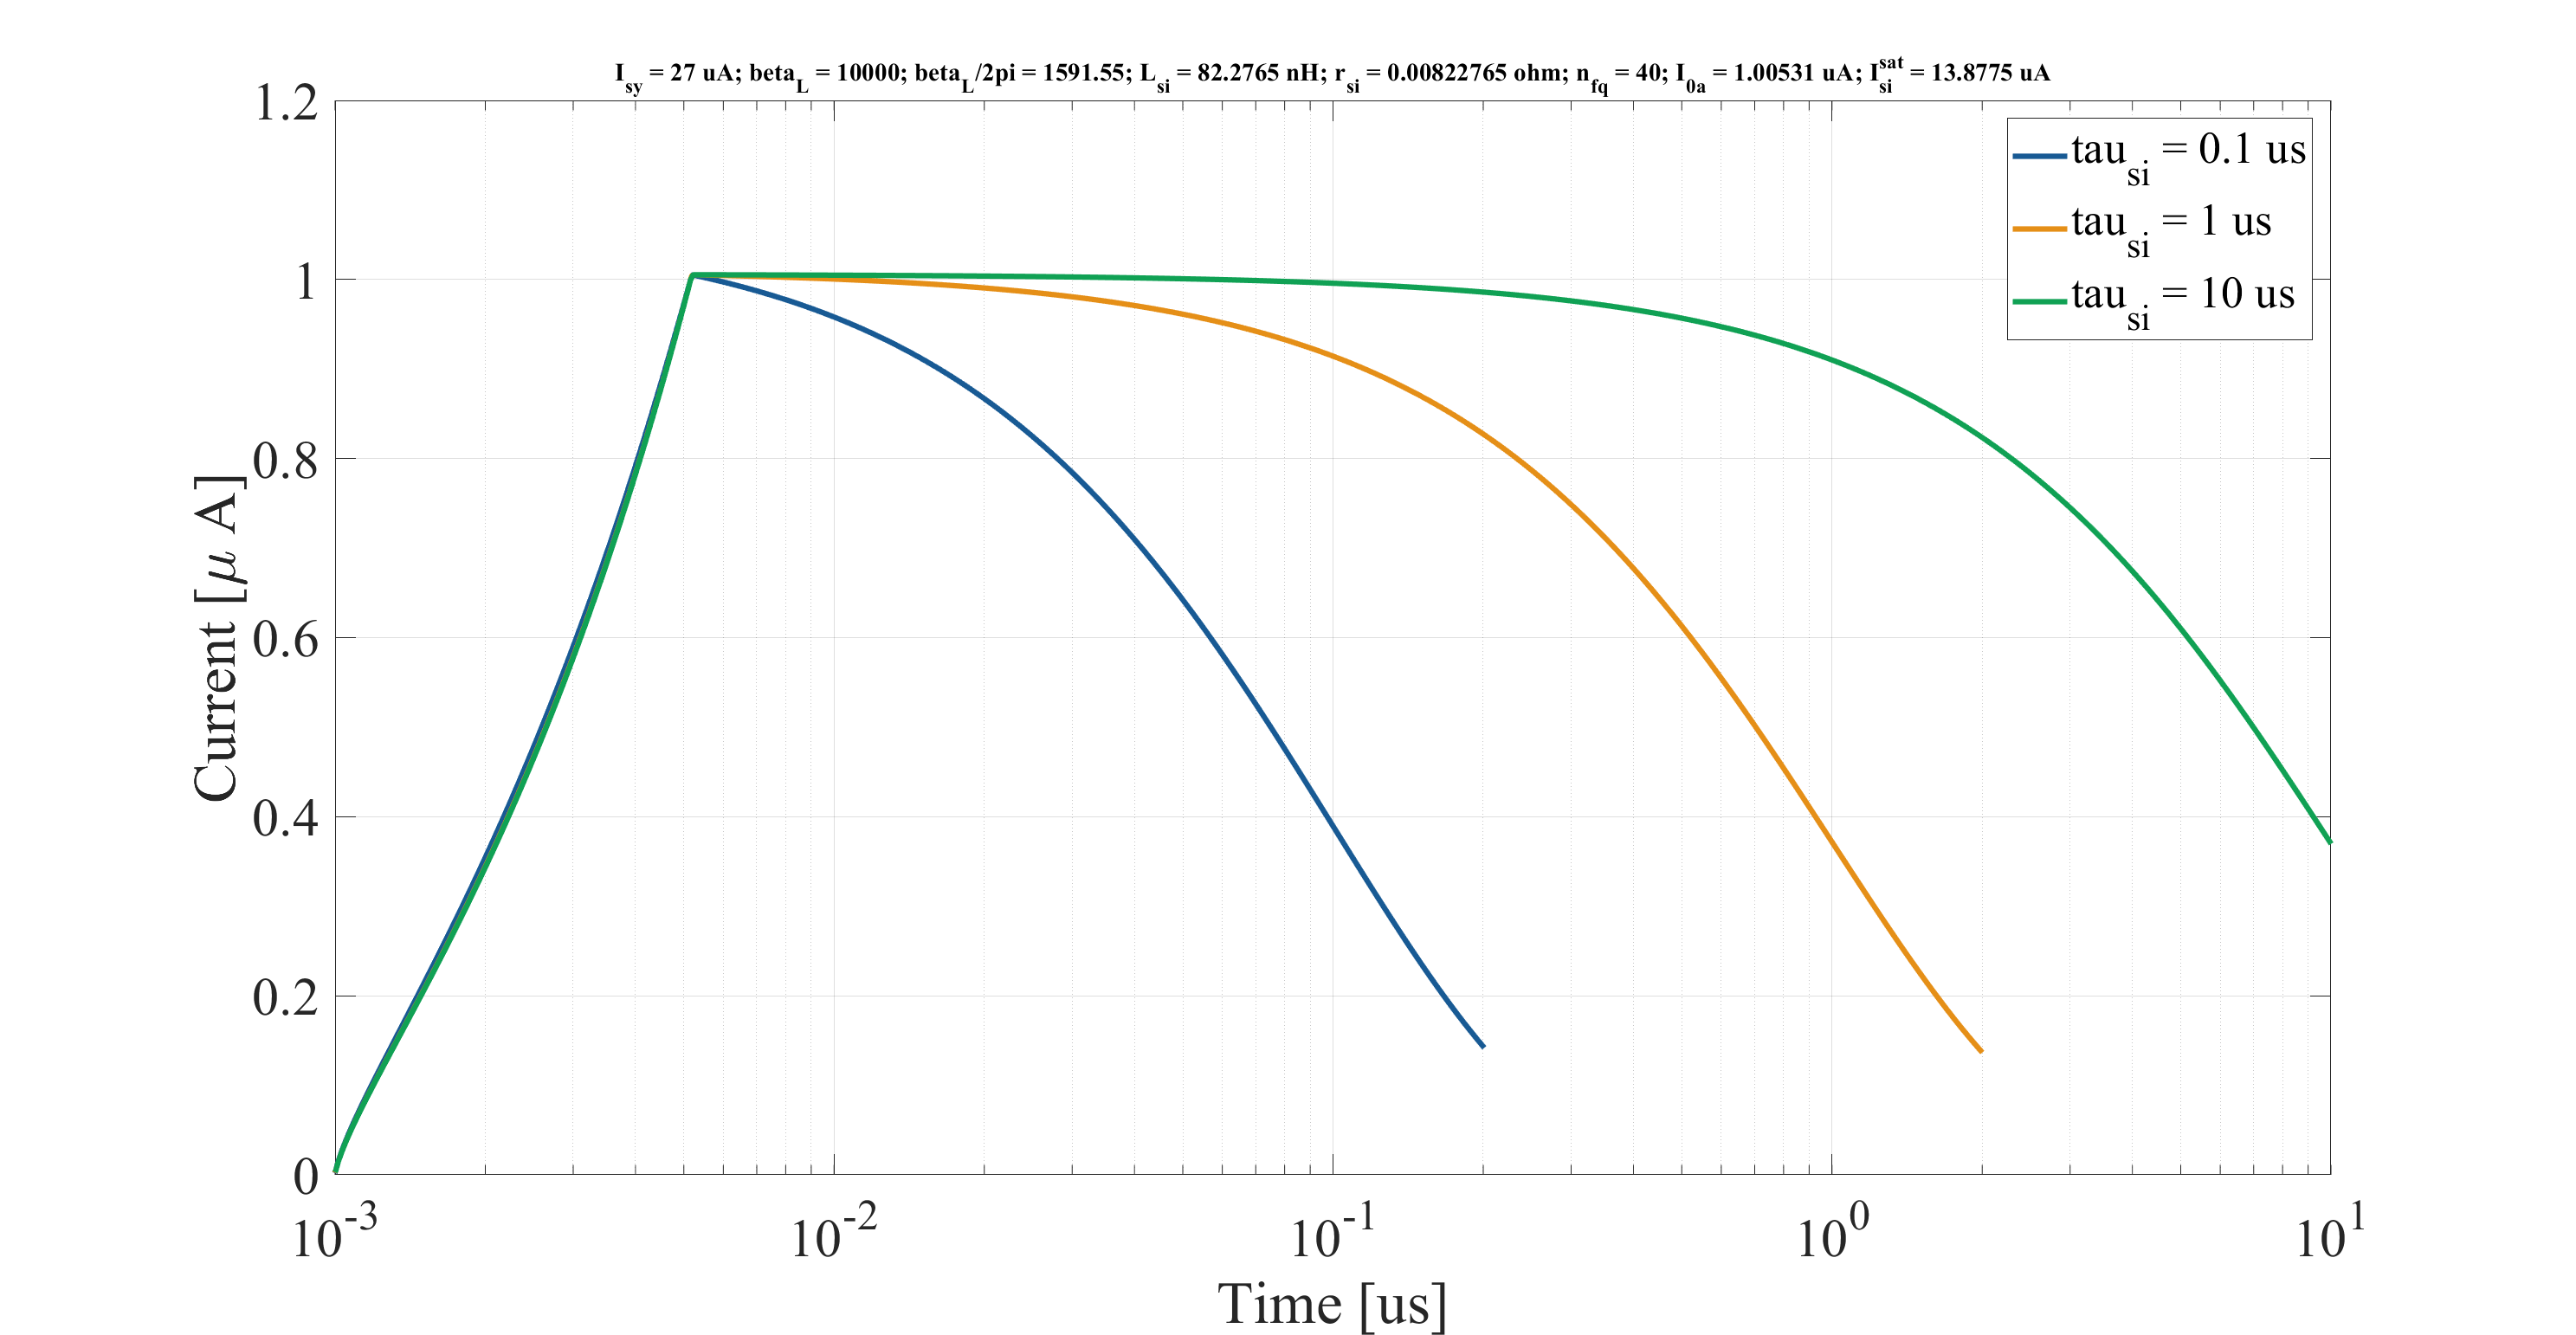 I_sy = 27 uA; beta_L = 10000; beta_L/2pi = 1591.55; L_si = 82.2765 nH; r_si = 0.00822765 ohm; n_fq = 40; I_0a = 1.00531 uA; I_si^sat = 13.8775 uA
tau_si = 0.1 us
tau_si = 1 us
tau_si = 10 us
Current [μ A]
1.2
1
0.8
0.6
0.4
0.2
0
10^-3 10^-2 10^-1 10^0 10^1
Time [us]